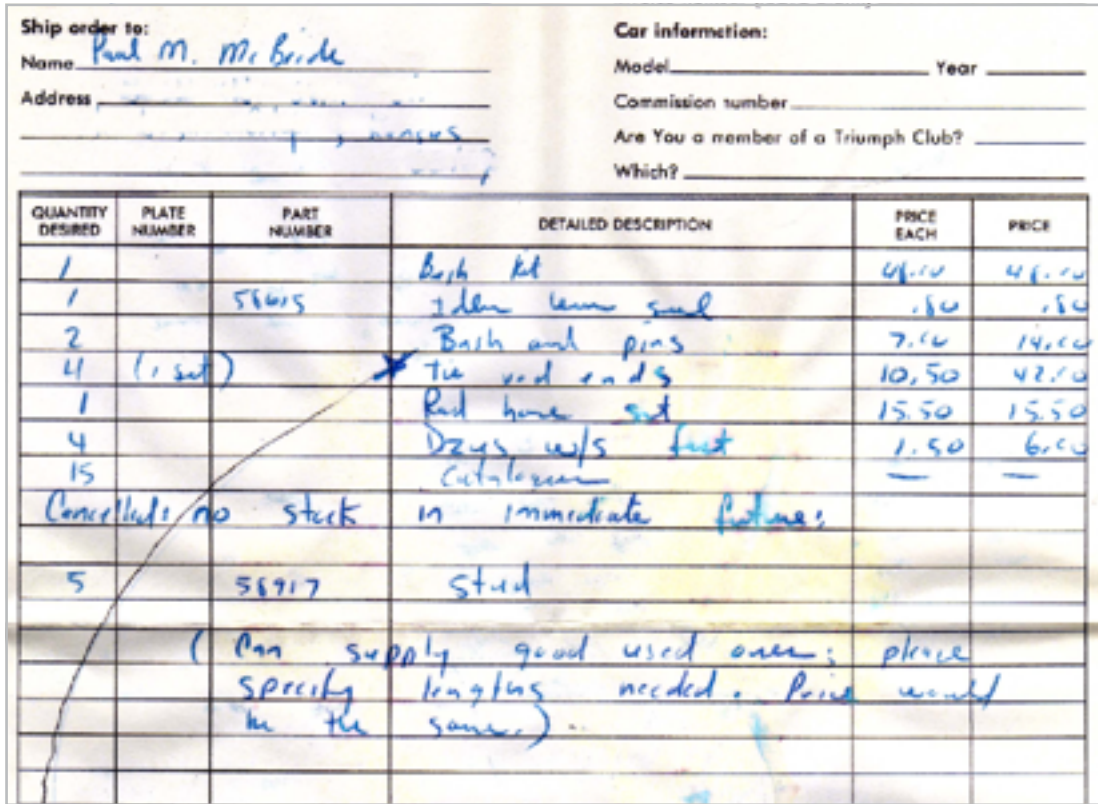 Ship order to:
Name Paul M. McBride
Address
, Kansas
Car information:
Model Year
Commission number
Are You a member of a Triumph Club?
Which?
QUANTITY DESIRED PLATE NUMBER PART NUMBER DETAILED DESCRIPTION PRICE EACH PRICE
1 Bush kit
1 Idler seal .80 .80
2 Bush and pins 7.00 14.00
4 (1 set) Tie rod ends 10.50 42.00
1 Rad hose set 15.50 15.50
4 Dzus w/s 1.50 6.00
15 Catalogues — —
Cancelled: no stock in immediate future:
5 56917 Stud
( Can supply good used ones; please
specify lengths needed. Price would
be the same.)